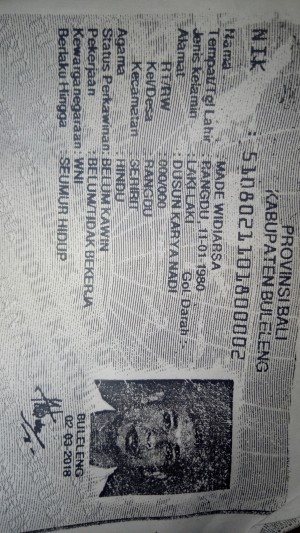 PROVINSI BALI
KABUPATEN BULELENG
NIK : 5108021101800002
Nama : MADE WIDIARSA
Tempat/Tgl Lahir : RANGDU, 11-01-1980
Jenis Kelamin : LAKI-LAKI Gol. Darah : -
Alamat : DUSUN KARYA NADI
RT/RW : 000/000
Kel/Desa : RANGDU
Kecamatan : SERIRIT
Agama : HINDU
Status Perkawinan: BELUM KAWIN
Pekerjaan : BELUM/TIDAK BEKERJA
Kewarganegaraan: WNI
Berlaku Hingga : SEUMUR HIDUP
BULELENG
02-03-2018